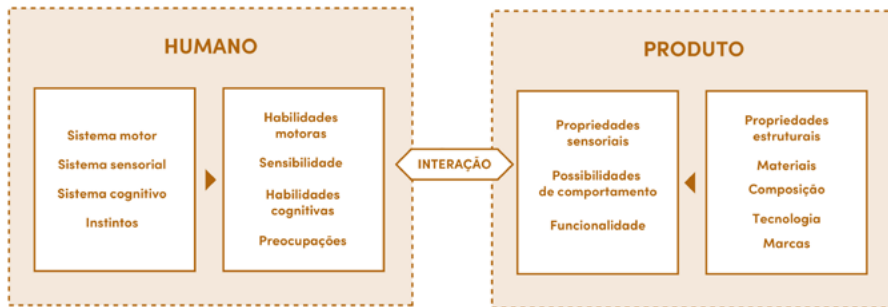 HUMANO
Sistema motor
Sistema sensorial
Sistema cognitivo
Instintos
Habilidades
motoras
Sensibilidade
Habilidades
cognitivas
Preocupações
INTERAÇÃO
PRODUTO
Propriedades
sensoriais
Possibilidades
de comportamento
Funcionalidade
Propriedades
estruturais
Materiais
Composição
Tecnologia
Marcas